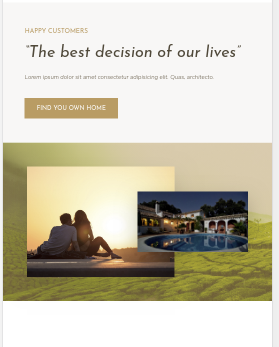 HAPPY CUSTOMERS
"The best decision of our lives"
Lorem ipsum dolor sit amet consectetur adipisicing elit. Quas, architecto.
FIND YOU OWN HOME